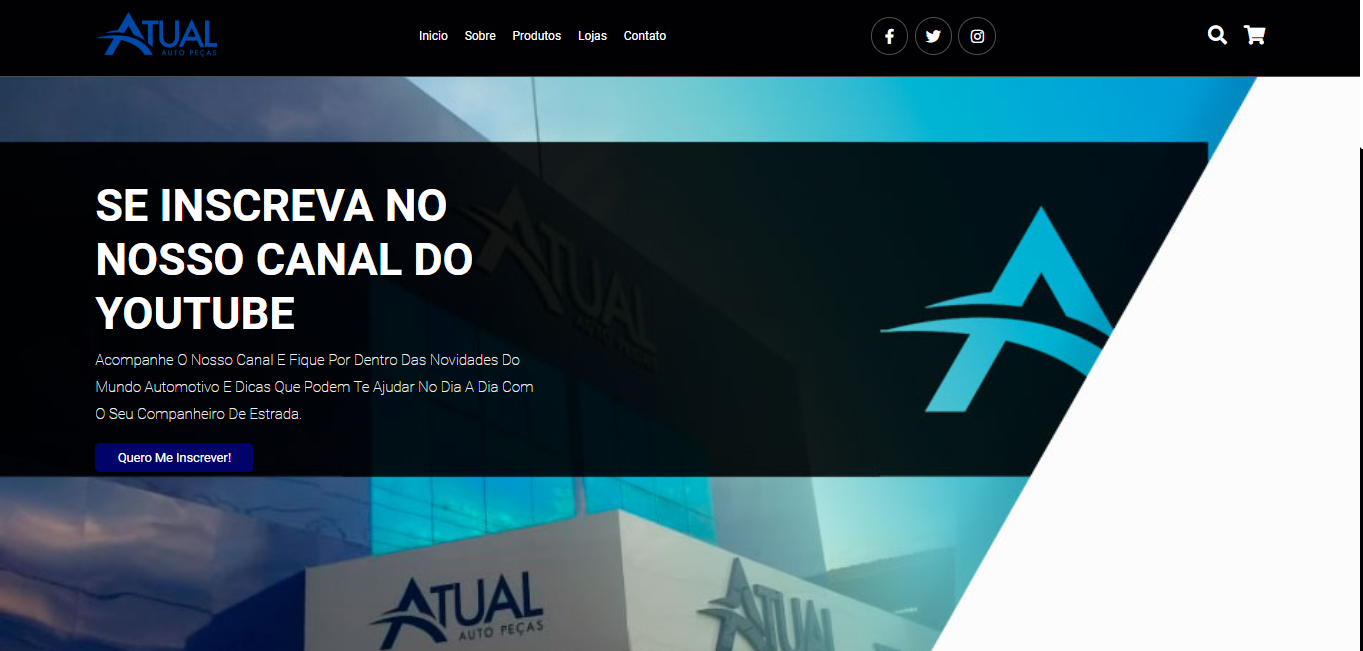 ATUAL
AUTO PEÇAS
Inicio Sobre Produtos Lojas Contato
SE INSCREVA NO
NOSSO CANAL DO
YOUTUBE
Acompanhe O Nosso Canal E Fique Por Dentro Das Novidades Do
Mundo Automotivo E Dicas Que Podem Te Ajudar No Dia A Dia Com
O Seu Companheiro De Estrada.
Quero Me Inscrever!
ATUAL
ATUAL
AUTO PEÇAS
ATUAL